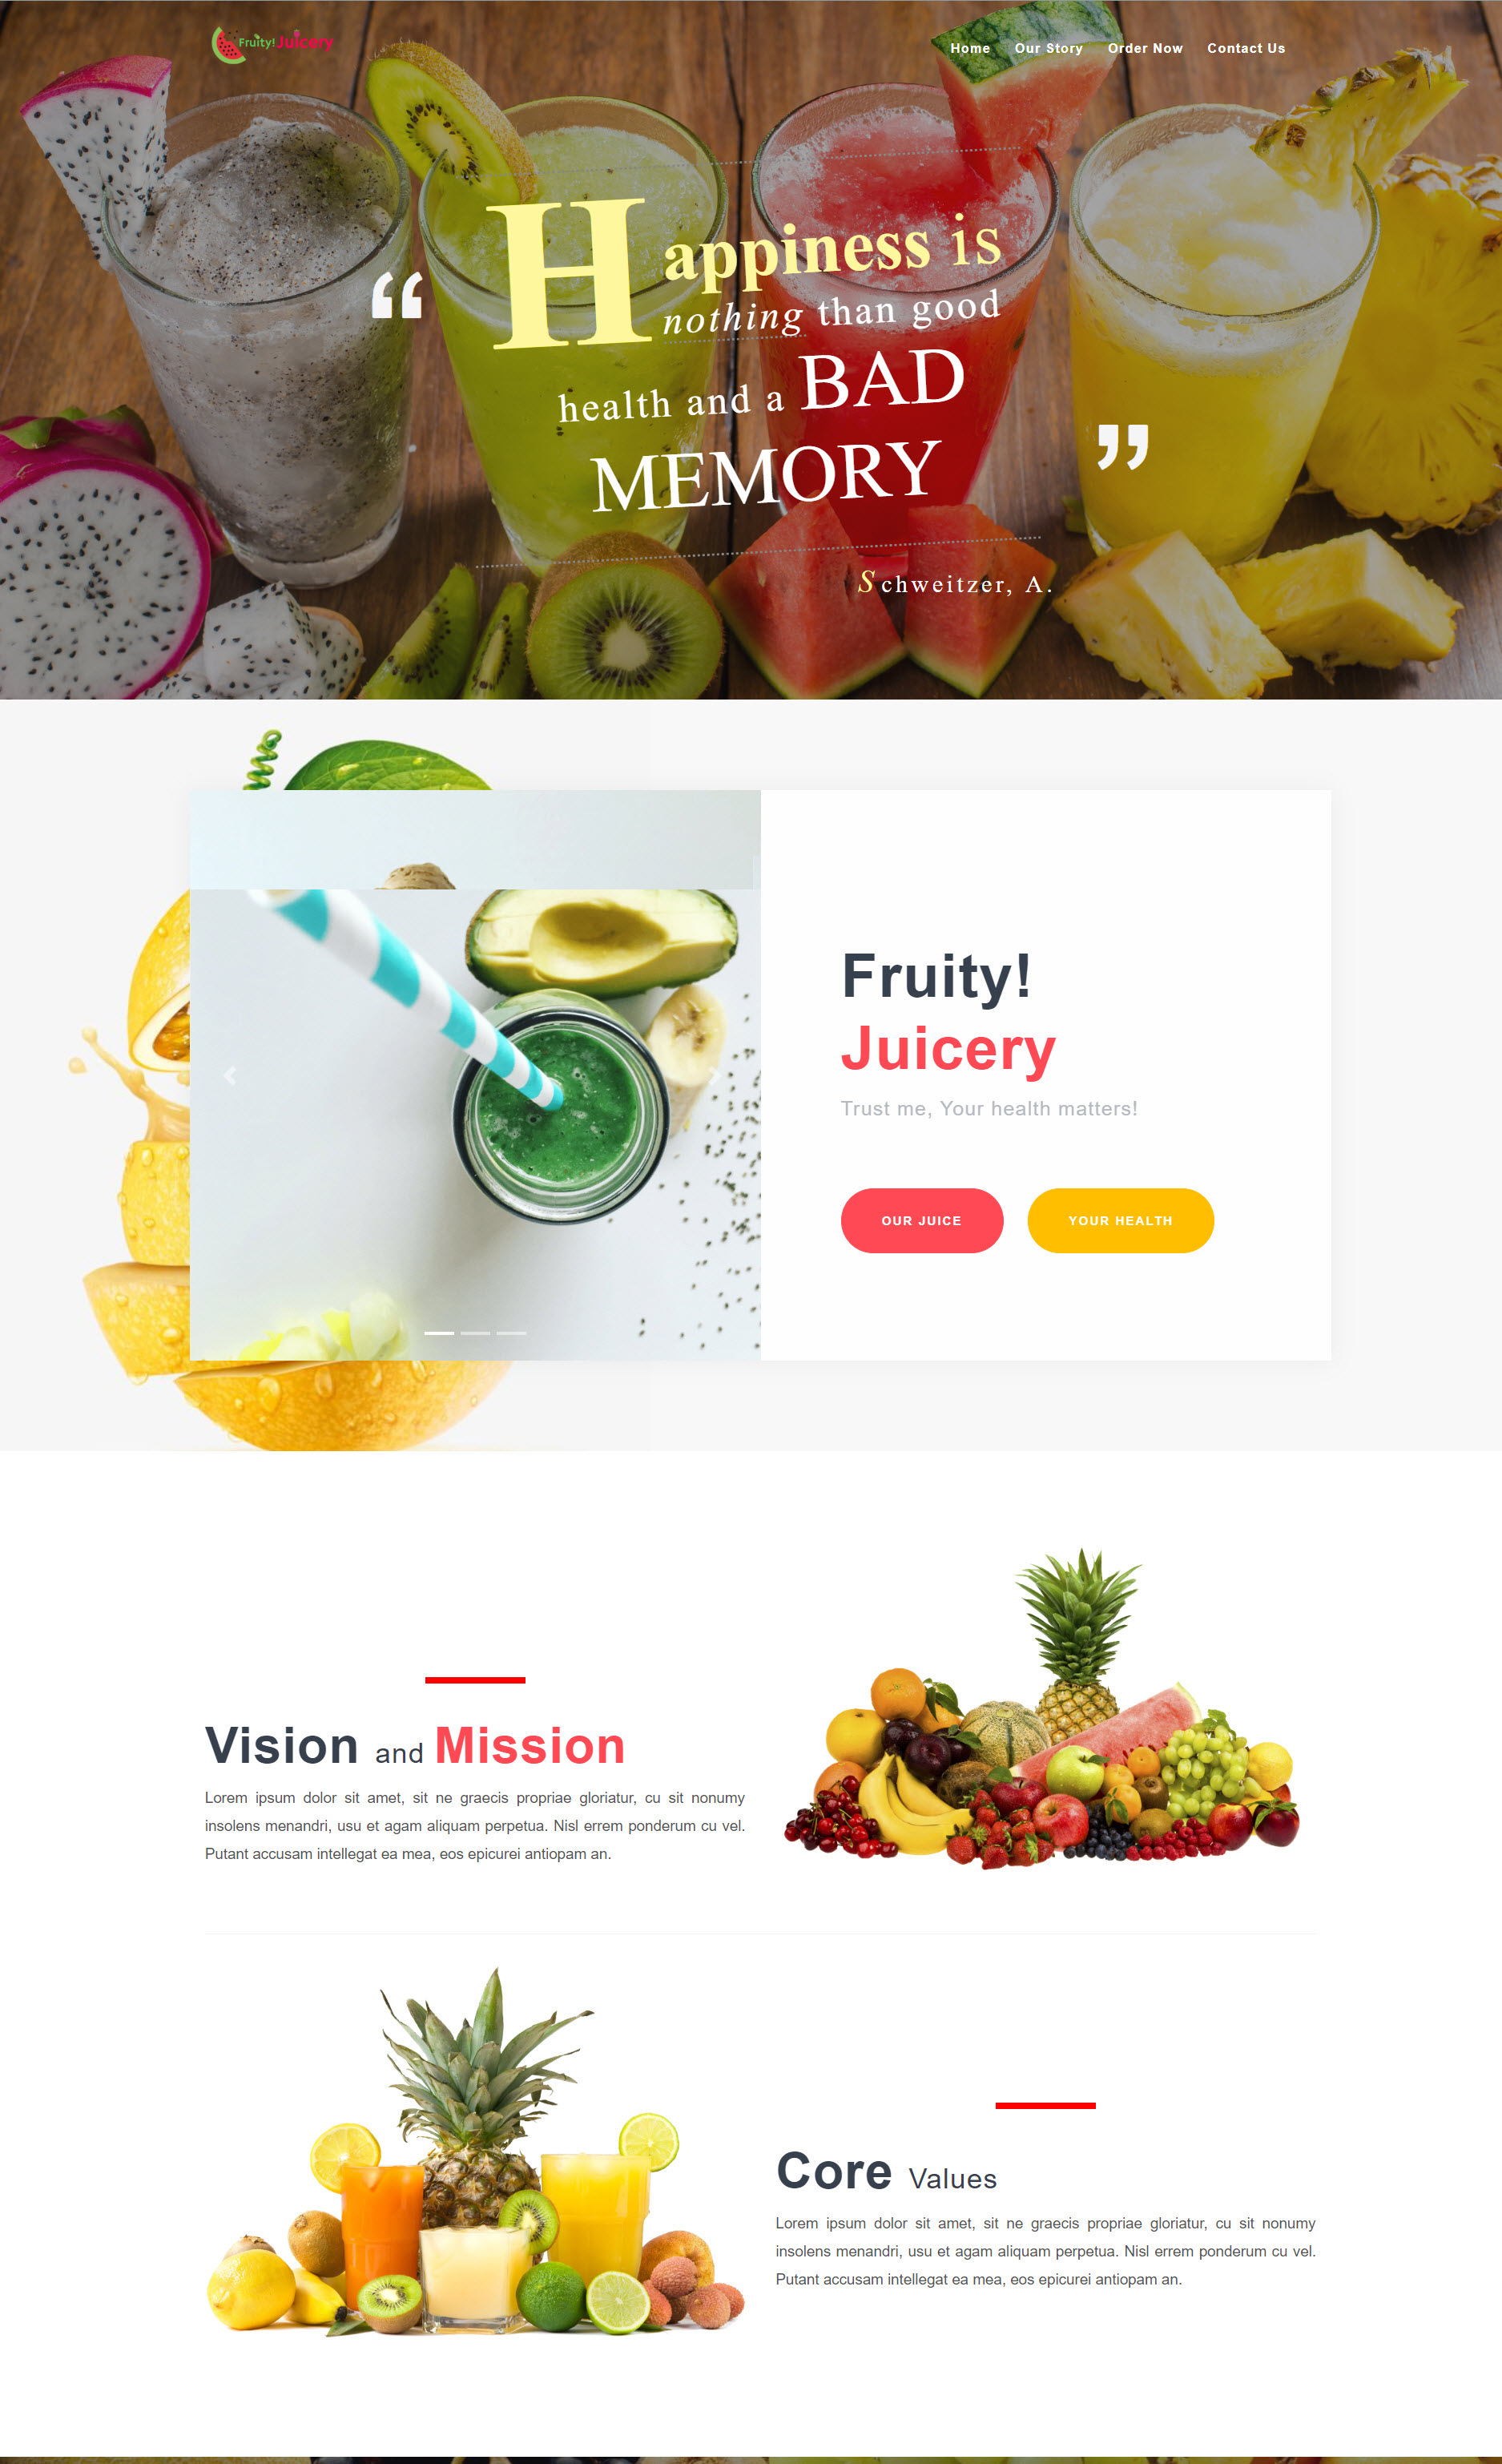 Fruity! Juicery
Home Our Story Order Now Contact Us
“
Happiness is
nothing than good
health and a BAD
MEMORY
”
Schweitzer, A.
Fruity!
Juicery
Trust me, Your health matters!
OUR JUICE YOUR HEALTH
Vision and Mission
Lorem ipsum dolor sit amet, sit ne graecis propriae gloriatur, cu sit nonumy
insolens menandri, usu et agam aliquam perpetua. Nisl errem ponderum cu vel.
Putant accusam intellegat ea mea, eos epicurei antiopam an.
Core Values
Lorem ipsum dolor sit amet, sit ne graecis propriae gloriatur, cu sit nonumy
insolens menandri, usu et agam aliquam perpetua. Nisl errem ponderum cu vel.
Putant accusam intellegat ea mea, eos epicurei antiopam an.